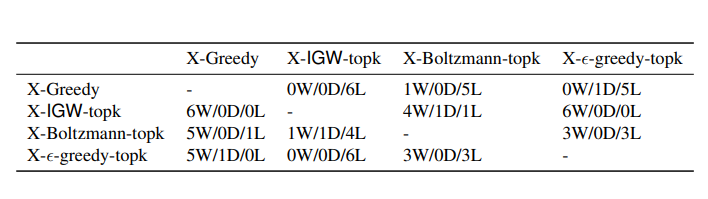 X-Greedy X-IGW-topk X-Boltzmann-topk X-ϵ-greedy-topk
X-Greedy - 0W/0D/6L 1W/0D/5L 0W/1D/5L
X-IGW-topk 6W/0D/0L - 4W/1D/1L 6W/0D/0L
X-Boltzmann-topk 5W/0D/1L 1W/1D/4L - 3W/0D/3L
X-ϵ-greedy-topk 5W/1D/0L 0W/0D/6L 3W/0D/3L -